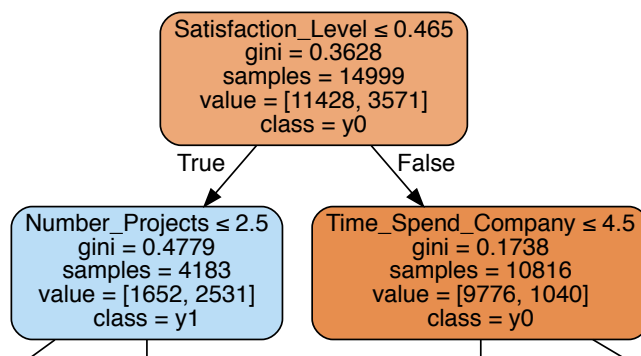 Satisfaction_Level ≤ 0.465
gini = 0.3628
samples = 14999
value = [11428, 3571]
class = y0
True
False
Number_Projects ≤ 2.5
gini = 0.4779
samples = 4183
value = [1652, 2531]
class = y1
Time_Spend_Company ≤ 4.5
gini = 0.1738
samples = 10816
value = [9776, 1040]
class = y0